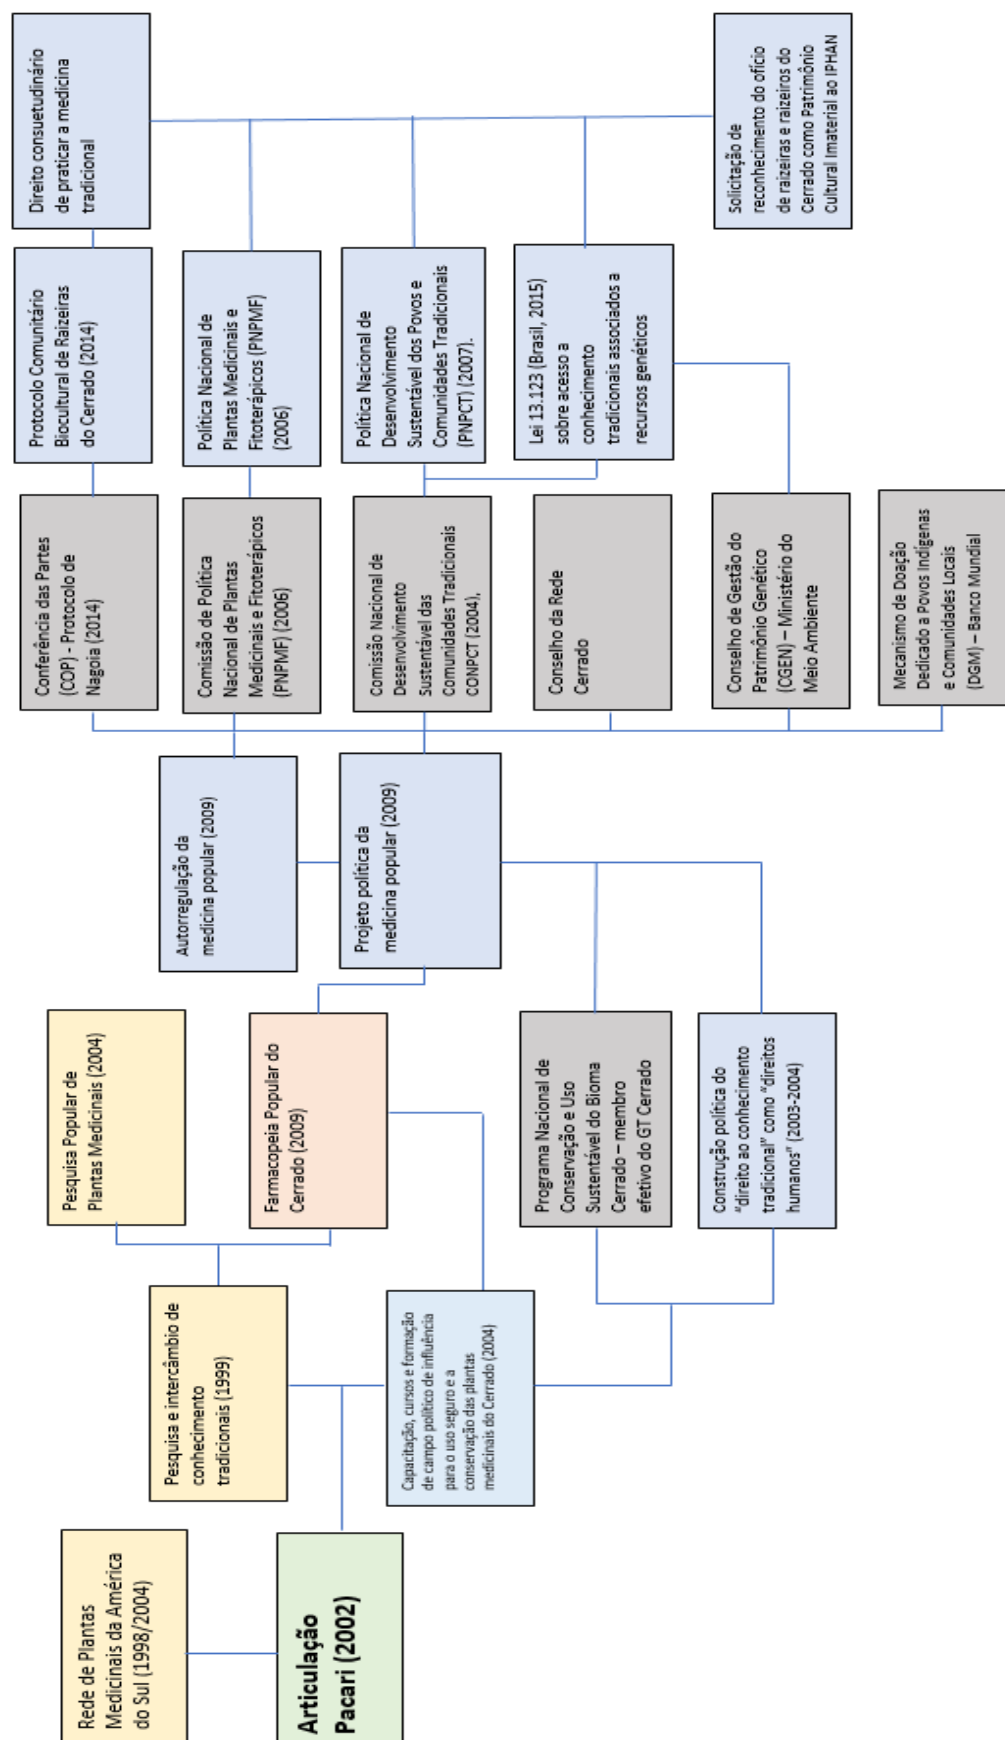 Rede de Plantas
Medicinais da América
do Sul (1998/2004)
Articulação
Pacari (2002)
Pesquisa e intercâmbio de
conhecimento
tradicionais (1999)
Capacitação, cursos e formação
de campo político de influência
para o uso seguro e a
conservação das plantas
medicinais do Cerrado (2004)
Pesquisa Popular de
Plantas Medicinais (2004)
Farmacopeia Popular do
Cerrado (2009)
Programa Nacional de
Conservação e Uso
Sustentável do Bioma
Cerrado – membro
efetivo do GT Cerrado
Construção política do
“direito ao conhecimento
tradicional” como “direitos
humanos” (2003-2004)
Autorregulação da
medicina popular (2009)
Projeto política da
medicina popular (2009)
Conferência das Partes
(COP) - Protocolo de
Nagoia (2014)
Comissão de Política
Nacional de Plantas
Medicinais e Fitoterápicos
(PNPMF) (2006)
Comissão Nacional de
Desenvolvimento
Sustentável das
Comunidades Tradicionais
CONPCT (2004),
Conselho da Rede
Cerrado
Conselho de Gestão do
Patrimônio Genético
(CGEN) – Ministério do
Meio Ambiente
Mecanismo de Doação
Dedicado a Povos Indígenas
e Comunidades Locais
(DGM) – Banco Mundial
Protocolo Comunitário
Biocultural de Raizeiras
do Cerrado (2014)
Política Nacional de
Plantas Medicinais e
Fitoterápicos (PNPMF)
(2006)
Política Nacional de
Desenvolvimento
Sustentável dos Povos e
Comunidades Tradicionais
(PNPCT) (2007).
Lei 13.123 (Brasil, 2015)
sobre acesso a
conhecimento
tradicionais associados a
recursos genéticos
Direito consuetudinário
de praticar a medicina
tradicional
Solicitação de
reconhecimento do ofício
de raizeiras e raizeiros do
Cerrado como Patrimônio
Cultural Imaterial ao IPHAN